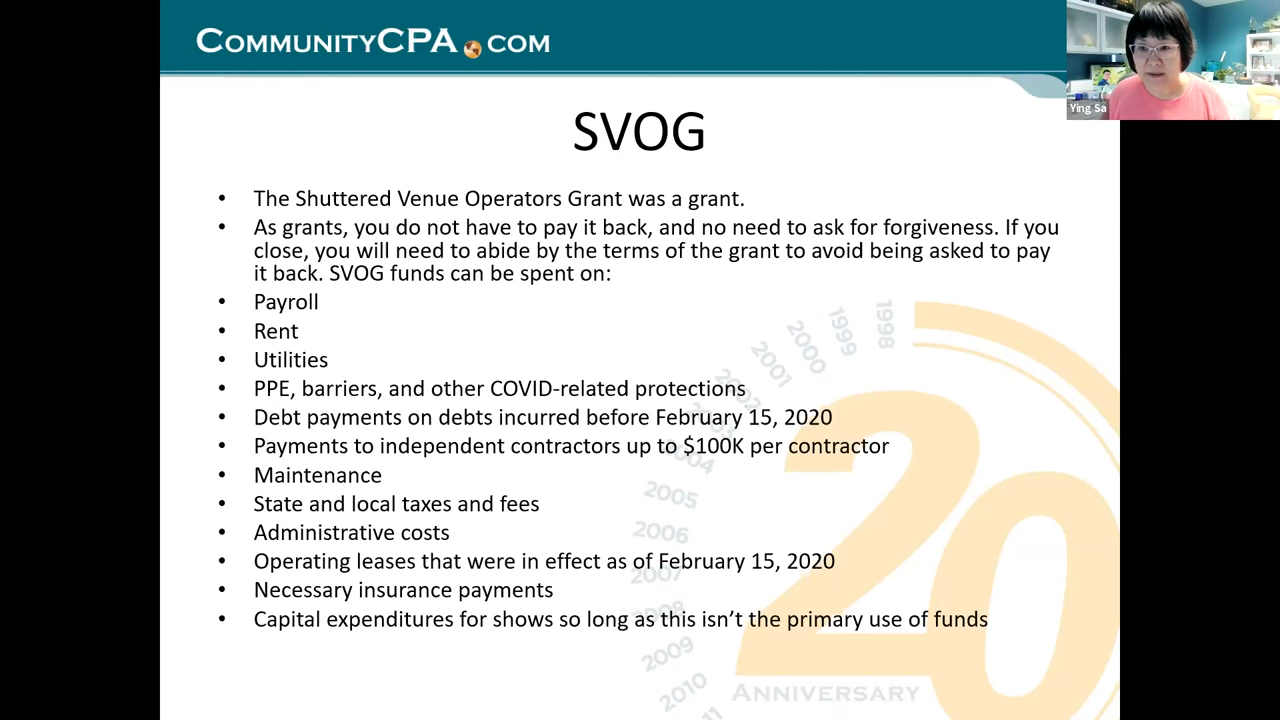 COMMUNITYCPA.COM
Ying Sa
SVOG
• The Shuttered Venue Operators Grant was a grant.
• As grants, you do not have to pay it back, and no need to ask for forgiveness. If you
close, you will need to abide by the terms of the grant to avoid being asked to pay
it back. SVOG funds can be spent on:
• Payroll
• Rent
• Utilities
• PPE, barriers, and other COVID-related protections
• Debt payments on debts incurred before February 15, 2020
• Payments to independent contractors up to $100K per contractor
• Maintenance
• State and local taxes and fees
• Administrative costs
• Operating leases that were in effect as of February 15, 2020
• Necessary insurance payments
• Capital expenditures for shows so long as this isn’t the primary use of funds
1998
1999
2000
2001
2002
2003
2004
2005
2006
2007
2008
2009
2010
20
ANNIVERSARY